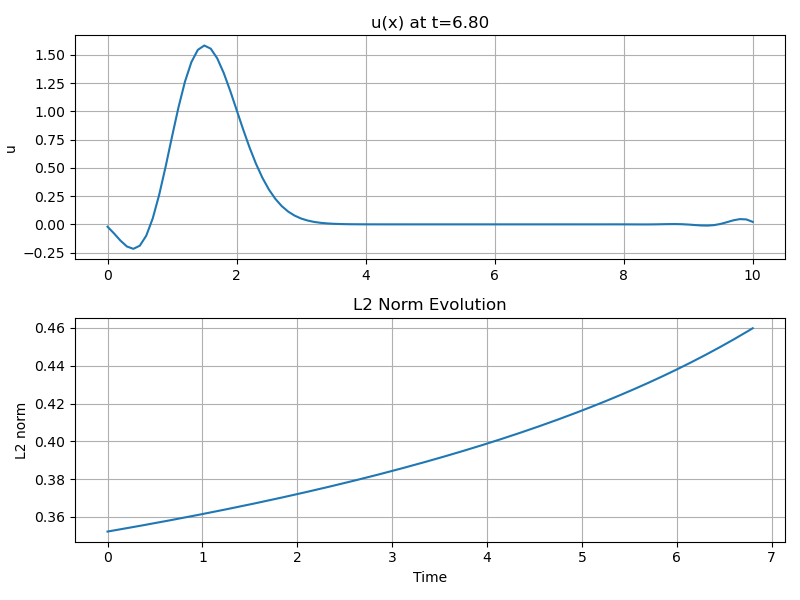 u(x) at t=6.80
1.50
1.25
1.00
0.75
0.50
0.25
0.00
−0.25
u
0 2 4 6 8 10
L2 Norm Evolution
0.46
0.44
0.42
0.40
0.38
0.36
L2 norm
0 1 2 3 4 5 6 7
Time